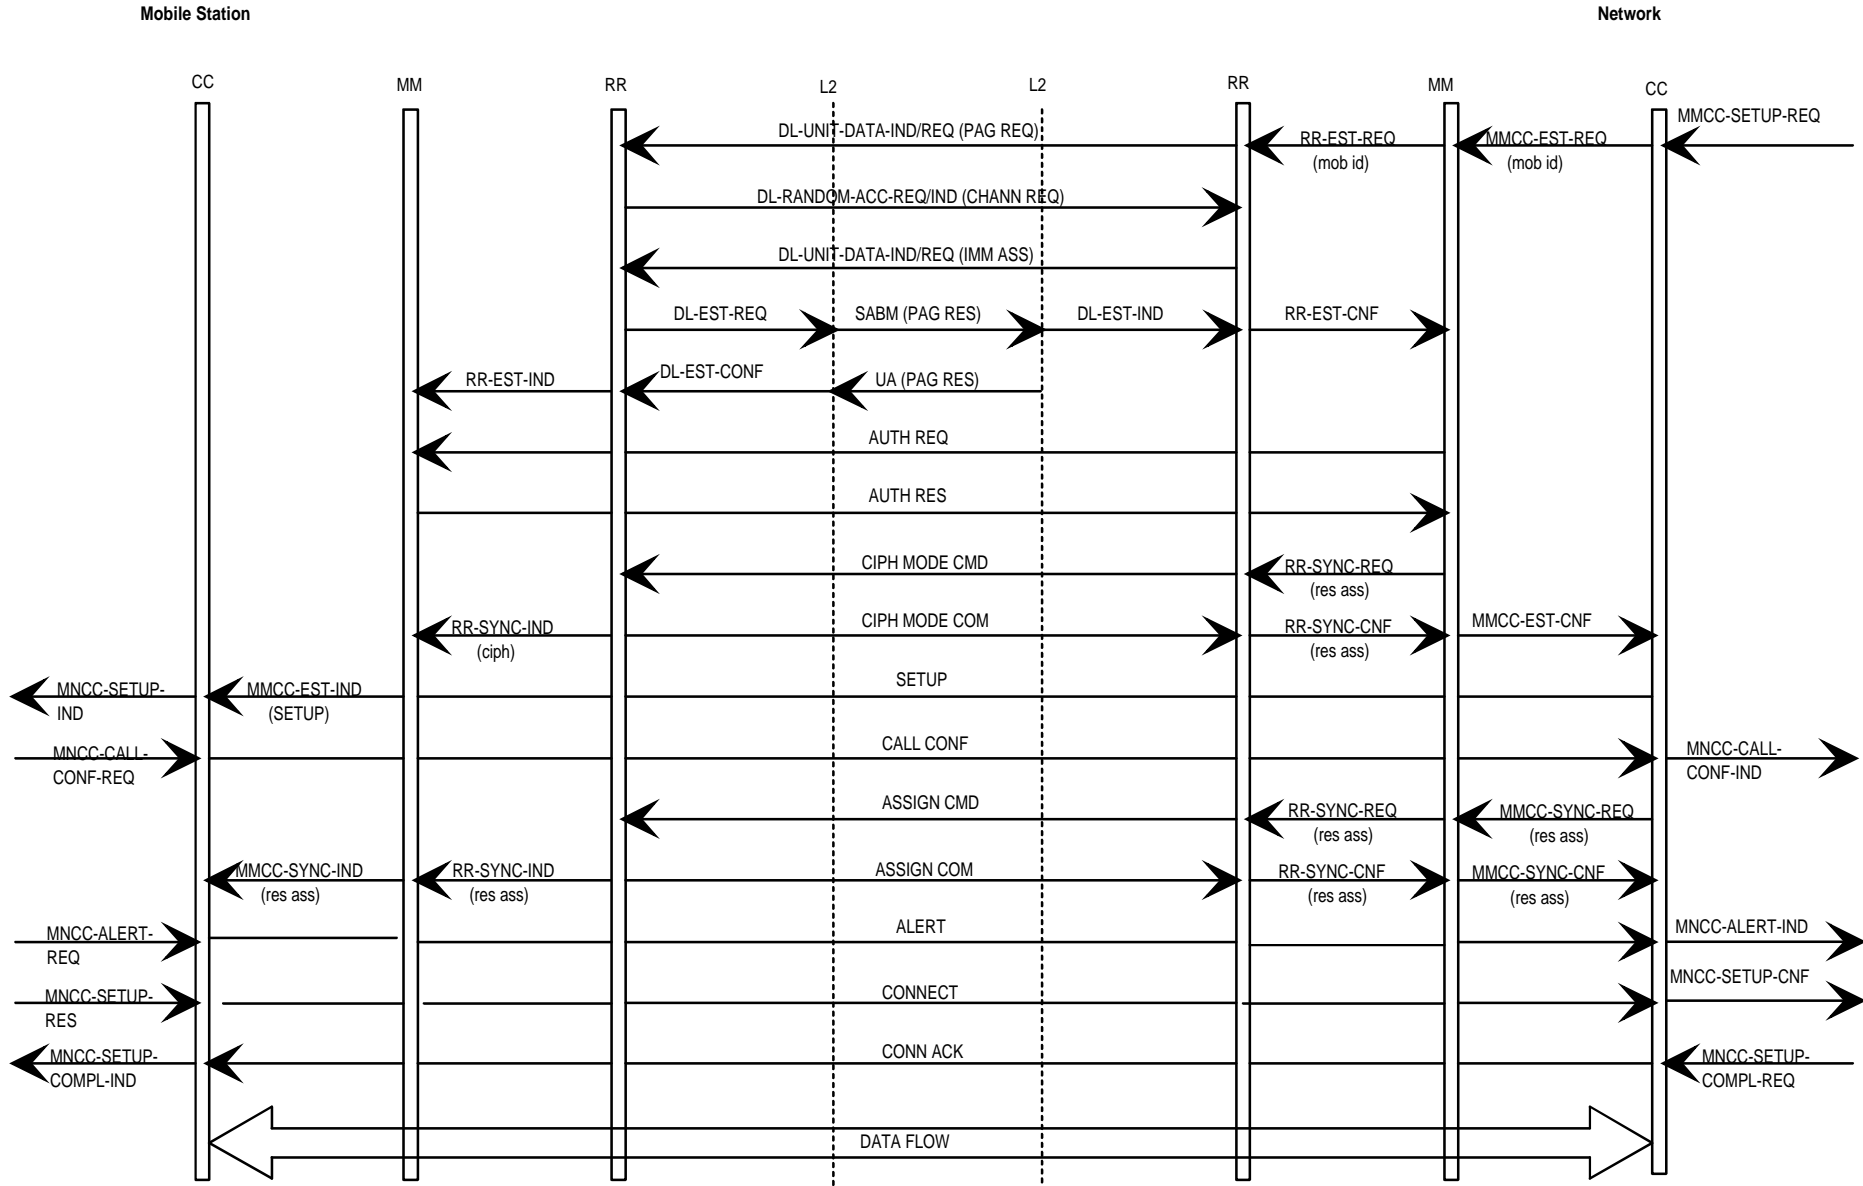 Mobile Station
Network
CC
MM
RR
L2
L2
RR
MM
CC
MMCC-SETUP-REQ
DL-UNIT-DATA-IND/REQ (PAG REQ)
RR-EST-REQ
(mob id)
MMCC-EST-REQ
(mob id)
DL-RANDOM-ACC-REQ/IND (CHANN REQ)
DL-UNIT-DATA-IND/REQ (IMM ASS)
DL-EST-REQ
SABM (PAG RES)
DL-EST-IND
RR-EST-CNF
RR-EST-IND
DL-EST-CONF
UA (PAG RES)
AUTH REQ
AUTH RES
CIPH MODE CMD
RR-SYNC-REQ
(res ass)
RR-SYNC-IND
(ciph)
CIPH MODE COM
RR-SYNC-CNF
(res ass)
MMCC-EST-CNF
MNCC-SETUP-
IND
MMCC-EST-IND
(SETUP)
SETUP
MNCC-CALL-
CONF-REQ
CALL CONF
MNCC-CALL-
CONF-IND
ASSIGN CMD
RR-SYNC-REQ
(res ass)
MMCC-SYNC-REQ
(res ass)
MMCC-SYNC-IND
(res ass)
RR-SYNC-IND
(res ass)
ASSIGN COM
RR-SYNC-CNF
(res ass)
MMCC-SYNC-CNF
(res ass)
MNCC-ALERT-
REQ
ALERT
MNCC-ALERT-IND
MNCC-SETUP-
RES
CONNECT
MNCC-SETUP-CNF
MNCC-SETUP-
COMPL-IND
CONN ACK
MNCC-SETUP-
COMPL-REQ
DATA FLOW